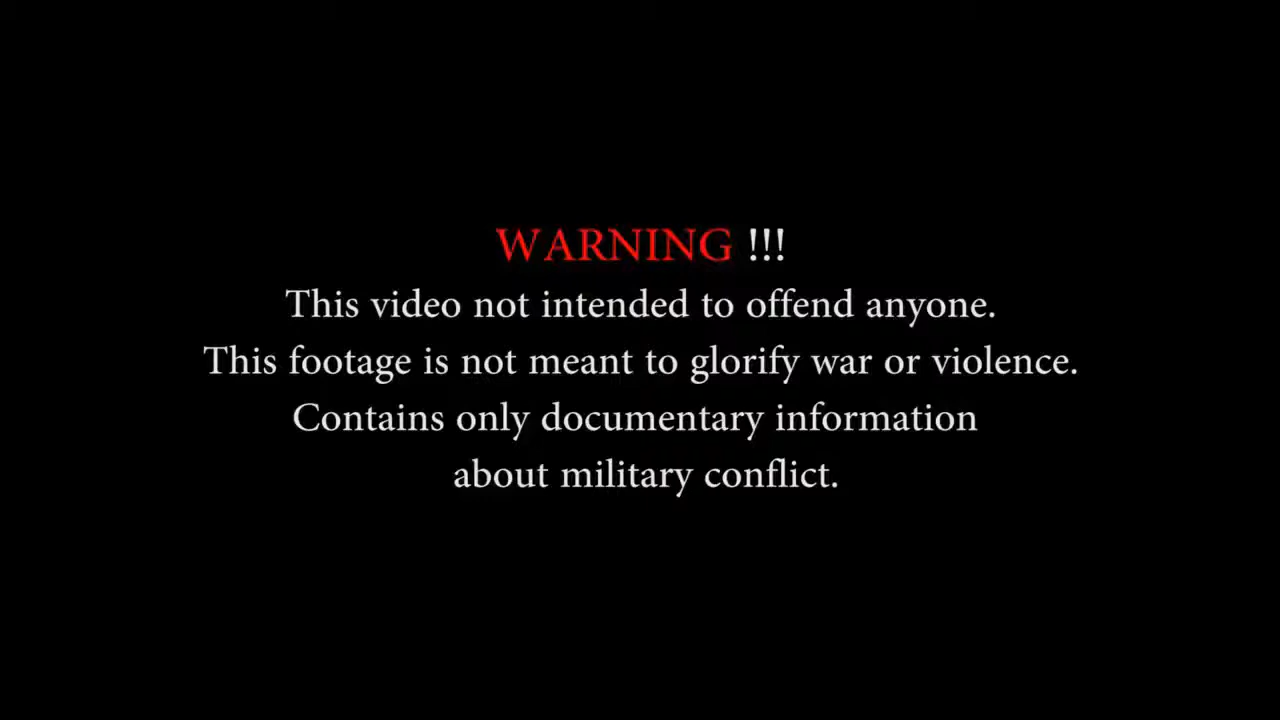 WARNING !!!
This video not intended to offend anyone.
This footage is not meant to glorify war or violence.
Contains only documentary information
about military conflict.